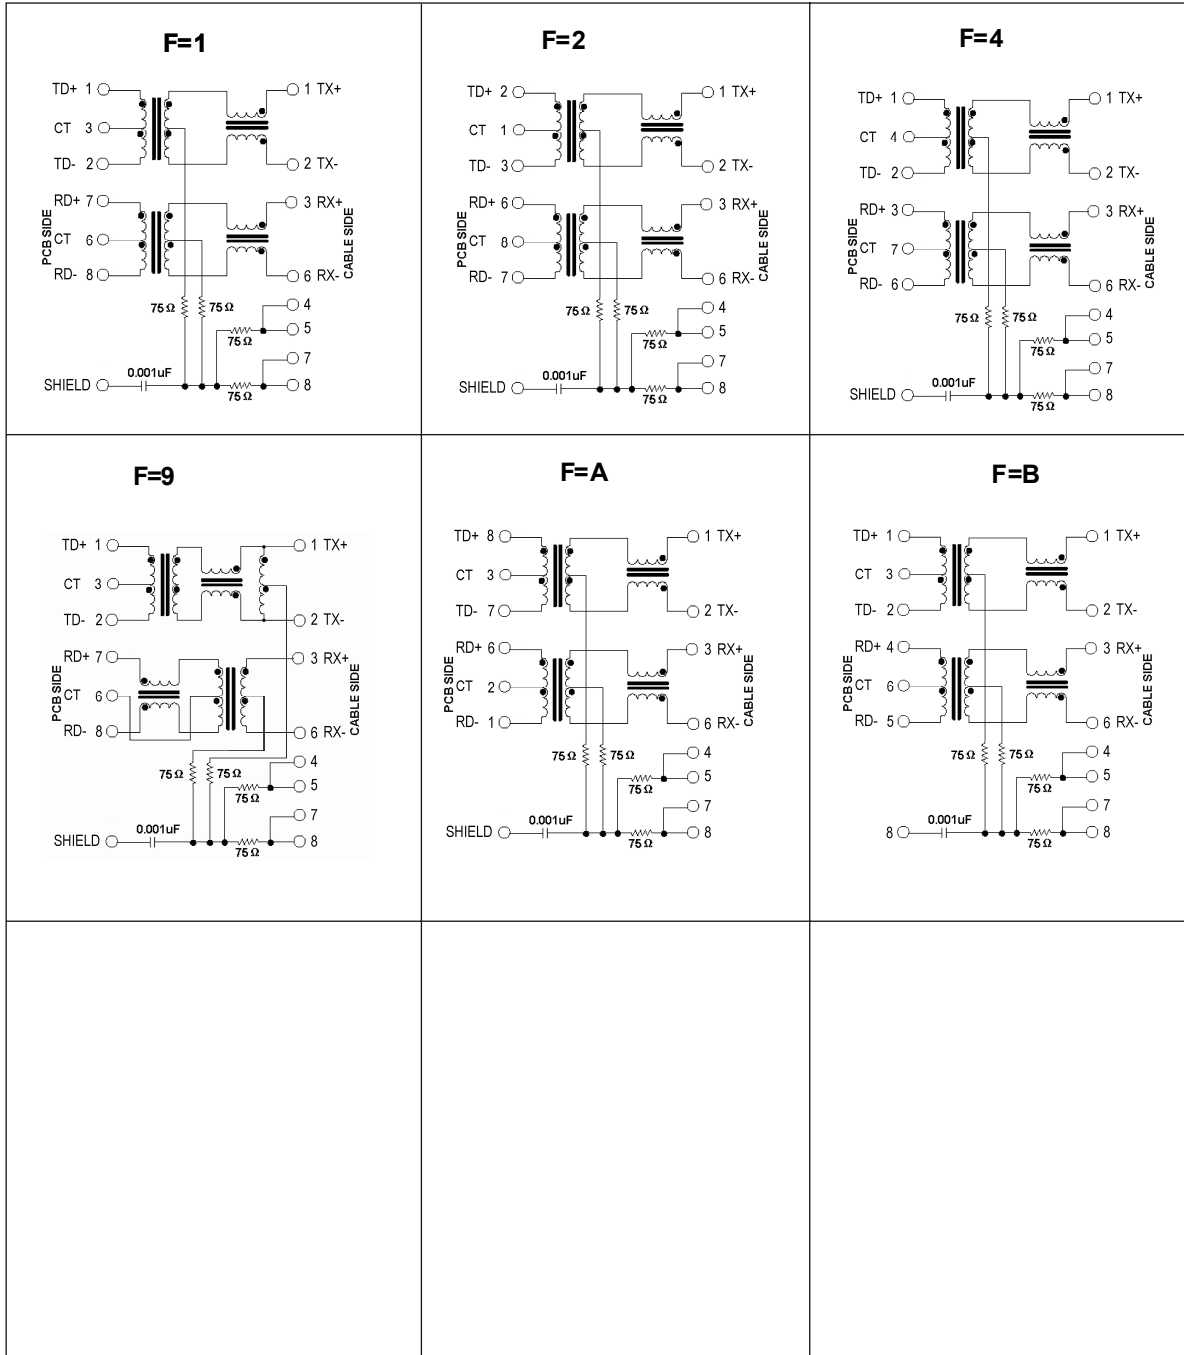 F=1
TD+ 1
1 TX+
CT 3
TD- 2
2 TX-
RD+ 7
3 RX+
PCB SIDE
CT 6
CABLE SIDE
RD- 8
6 RX-
75 Ω
75 Ω
4
5
75 Ω
7
0.001uF
SHIELD
8
75 Ω
F=2
TD+ 2
1 TX+
CT 1
TD- 3
2 TX-
RD+ 6
3 RX+
PCB SIDE
CT 8
CABLE SIDE
RD- 7
6 RX-
75 Ω
75 Ω
4
5
75 Ω
7
0.001uF
SHIELD
8
75 Ω
F=4
TD+ 1
1 TX+
CT 4
TD- 2
2 TX-
RD+ 3
3 RX+
PCB SIDE
CT 7
CABLE SIDE
RD- 6
6 RX-
75 Ω
75 Ω
4
5
75 Ω
7
0.001uF
SHIELD
8
75 Ω
F=9
TD+ 1
1 TX+
CT 3
TD- 2
2 TX-
RD+ 7
3 RX+
PCB SIDE
CT 6
CABLE SIDE
RD- 8
6 RX-
75 Ω
75 Ω
4
5
75 Ω
7
0.001uF
SHIELD
8
75 Ω
F=A
TD+ 8
1 TX+
CT 3
TD- 7
2 TX-
RD+ 6
3 RX+
PCB SIDE
CT 2
CABLE SIDE
RD- 1
6 RX-
75 Ω
75 Ω
4
5
75 Ω
7
0.001uF
SHIELD
8
75 Ω
F=B
TD+ 1
1 TX+
CT 3
TD- 2
2 TX-
RD+ 4
3 RX+
PCB SIDE
CT 6
CABLE SIDE
RD- 5
6 RX-
75 Ω
75 Ω
4
5
75 Ω
7
0.001uF
8
8
75 Ω